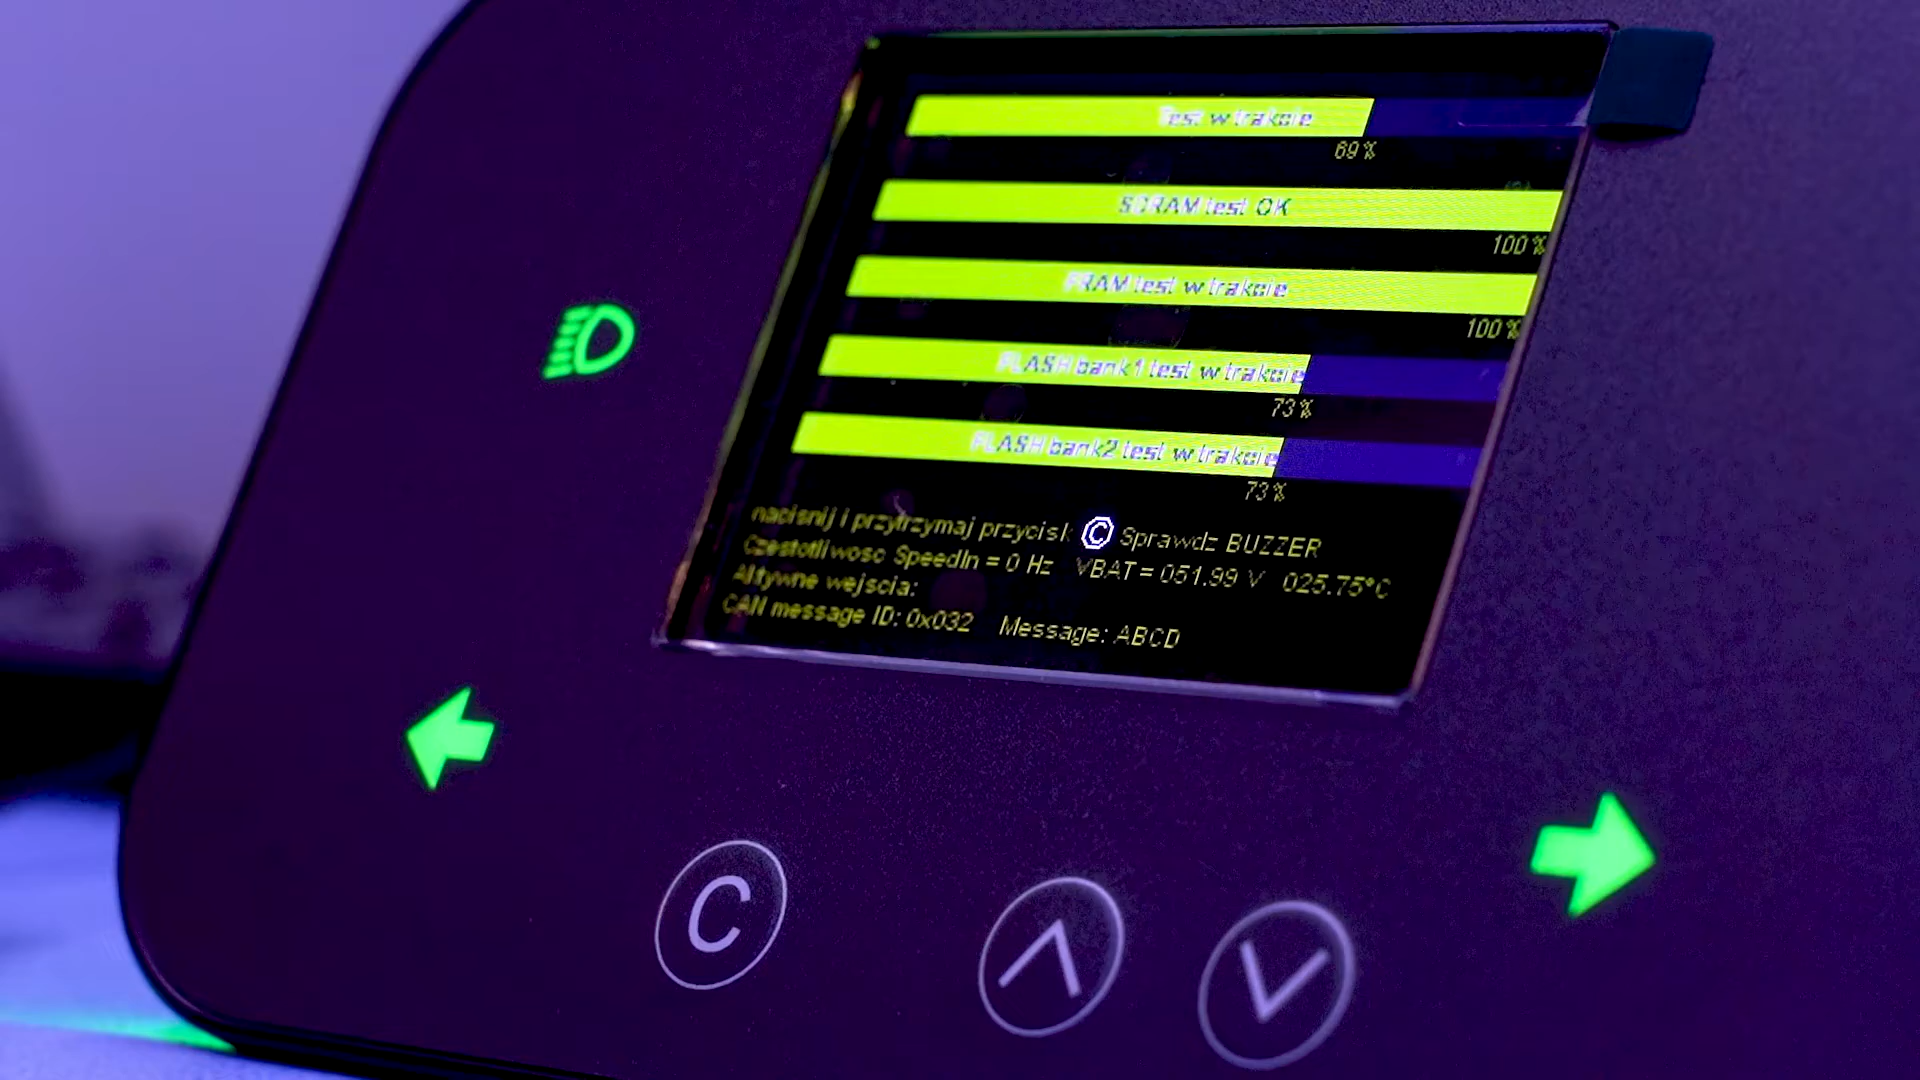 Test w trakcie
69 %
SDRAM test OK
100 %
FRAM test w trakcie
100 %
FLASH bank1 test w trakcie
73 %
FLASH bank2 test w trakcie
73 %
nacisnij i przytrzymaj przycisk C Sprawdz BUZZER
Czestotliwosc SpeedIn = 0 Hz VBAT = 051.99 V 025.75°C
Aktywne wejscia:
CAN message ID: 0x032 Message: ABCD
C